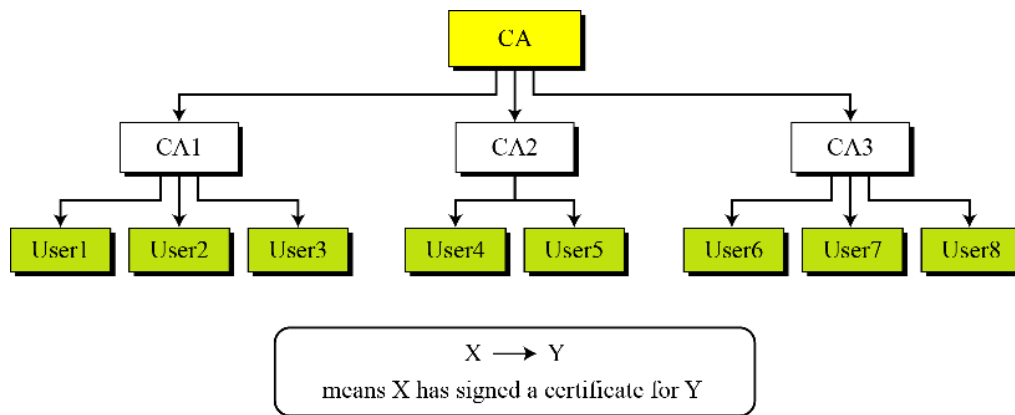 CA
CA1 CA2 CA3
User1 User2 User3 User4 User5 User6 User7 User8
X → Y
means X has signed a certificate for Y